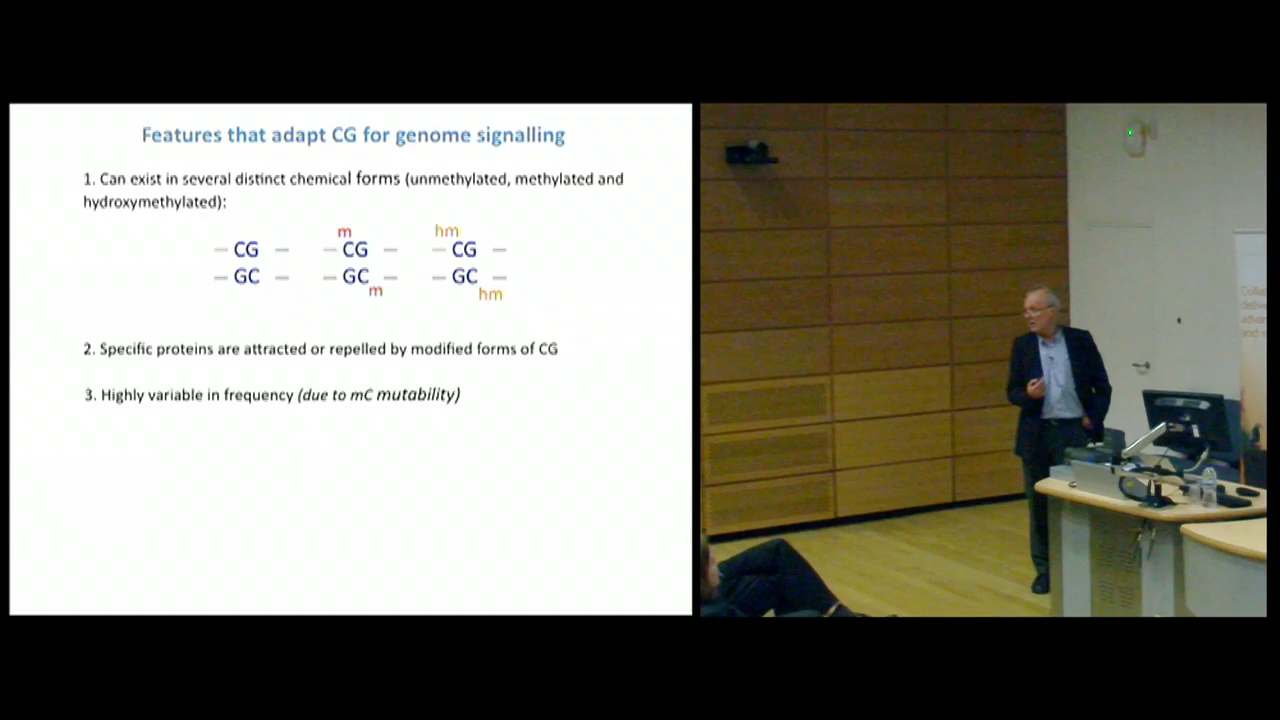 Features that adapt CG for genome signalling
1. Can exist in several distinct chemical forms (unmethylated, methylated and
hydroxymethylated):
m hm
– CG – – CG – – CG –
– GC – – GC – – GC –
m hm
2. Specific proteins are attracted or repelled by modified forms of CG
3. Highly variable in frequency (due to mC mutability)